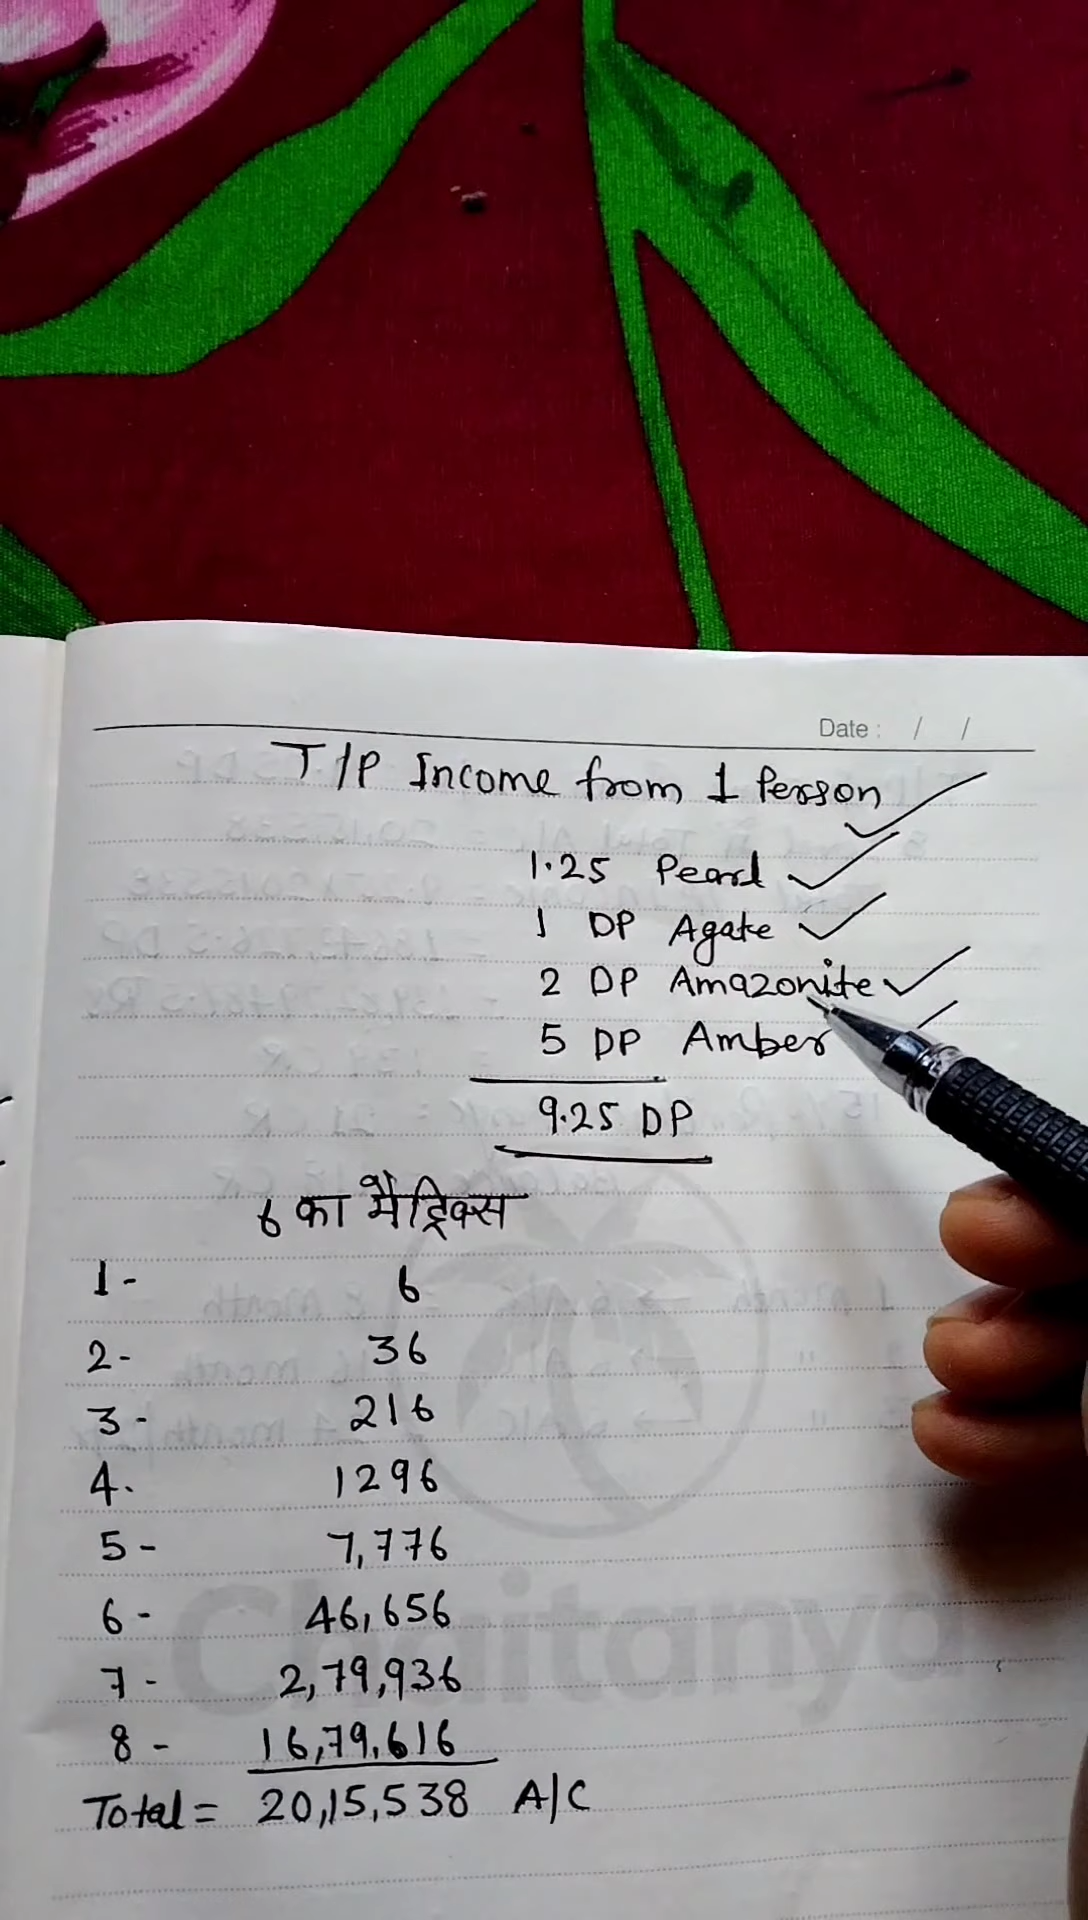 Date : / /
T/P Income from 1 Person
1.25 Pearl
1 DP Agate
2 DP Amazonite
5 DP Amber
9.25 DP
6 का मैट्रिक्स
1- 6
2- 36
3- 216
4. 1296
5- 7,776
6- 46,656
7- 2,79,936
8- 16,79,616
Total = 20,15,538 A/C
Chaitanya